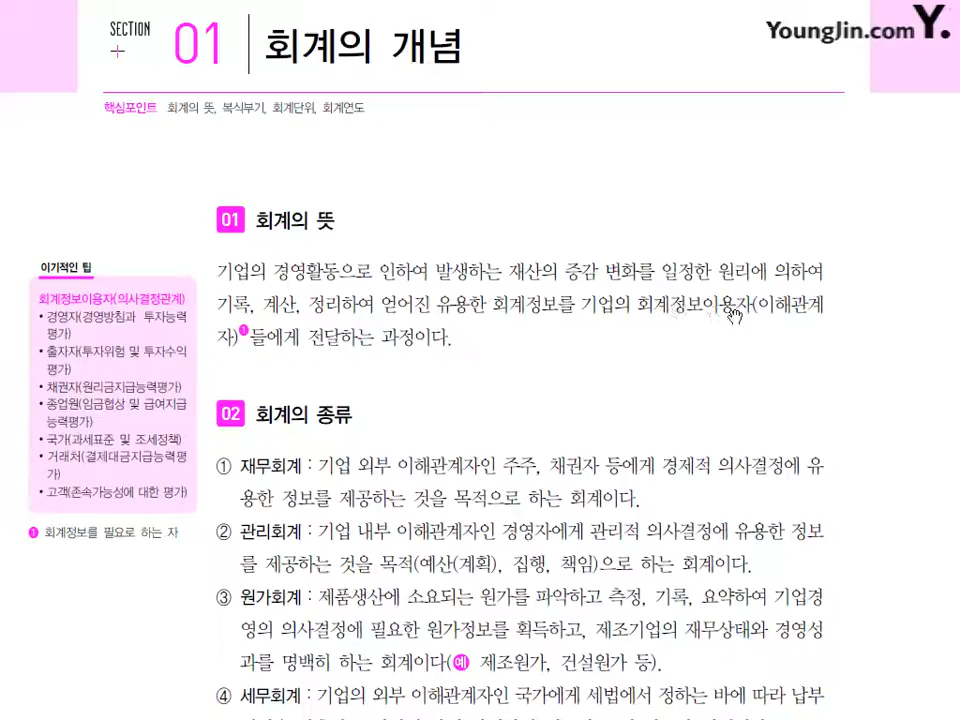 SECTION
01 회계의 개념
YoungJin.com Y.
핵심포인트 회계의 뜻, 복식부기, 회계단위, 회계연도
01 회계의 뜻
기업의 경영활동으로 인하여 발생하는 재산의 증감 변화를 일정한 원리에 의하여
기록, 계산, 정리하여 얻어진 유용한 회계정보를 기업의 회계정보이용자(이해관계
자)❶들에게 전달하는 과정이다.
이기적인 팁
회계정보이용자(의사결정관계)
• 경영자(경영방침과 투자능력
평가)
• 출자자(투자위험 및 투자수익
평가)
• 채권자(원리금지급능력평가)
• 종업원(임금협상 및 급여지급
능력평가)
• 국가(과세표준 및 조세정책)
• 거래처(결제대금지급능력평
가)
• 고객(존속가능성에 대한 평가)
❶ 회계정보를 필요로 하는 자
02 회계의 종류
① 재무회계 : 기업 외부 이해관계자인 주주, 채권자 등에게 경제적 의사결정에 유
용한 정보를 제공하는 것을 목적으로 하는 회계이다.
② 관리회계 : 기업 내부 이해관계자인 경영자에게 관리적 의사결정에 유용한 정보
를 제공하는 것을 목적(예산(계획), 집행, 책임)으로 하는 회계이다.
③ 원가회계 : 제품생산에 소요되는 원가를 파악하고 측정, 기록, 요약하여 기업경
영의 의사결정에 필요한 원가정보를 획득하고, 제조기업의 재무상태와 경영성
과를 명백히 하는 회계이다(예 제조원가, 건설원가 등).
④ 세무회계 : 기업의 외부 이해관계자인 국가에게 세법에서 정하는 바에 따라 납부